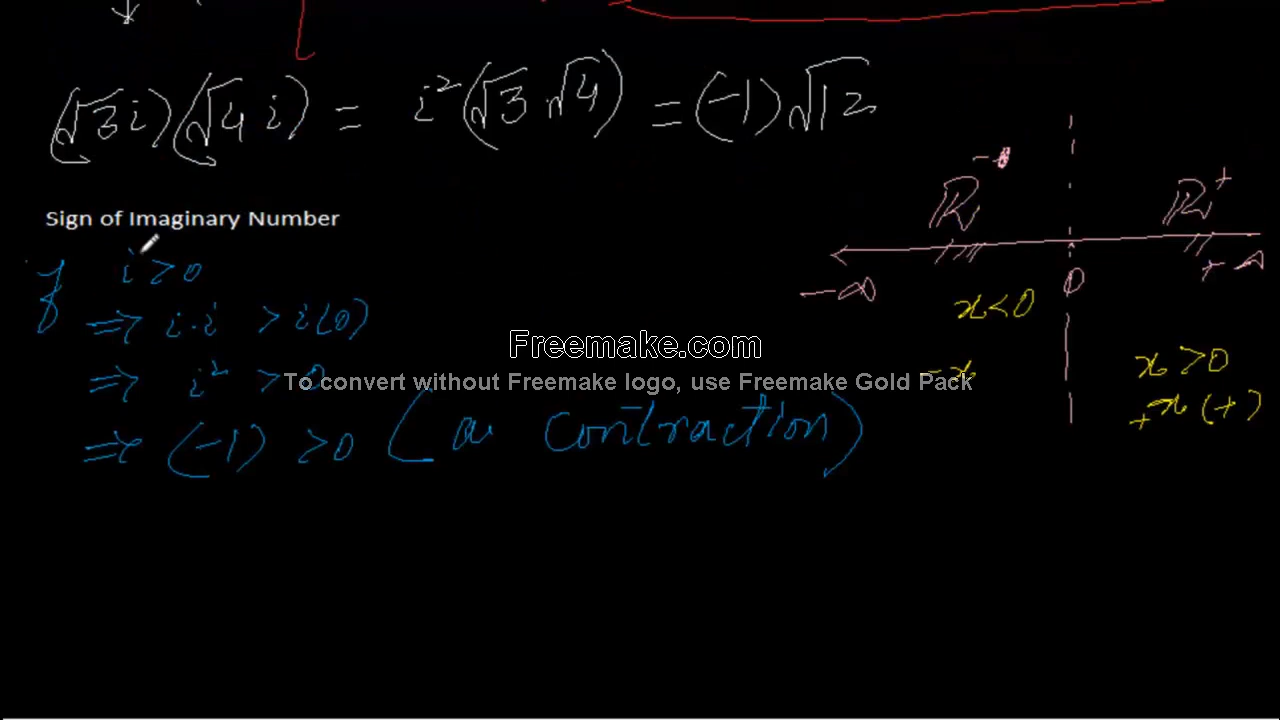 (√3 i)(√4 i) = i²(√3 √4) = (-1)√12
Sign of Imaginary Number
if i > 0
⇒ i·i > i(0)
⇒ i² > 0
⇒ (-1) > 0 (a contraction)
ℝ⁻
ℝ⁺
-∞
0
+∞
x < 0
-x
x > 0
+x (+)
Freemake.com
To convert without Freemake logo, use Freemake Gold Pack